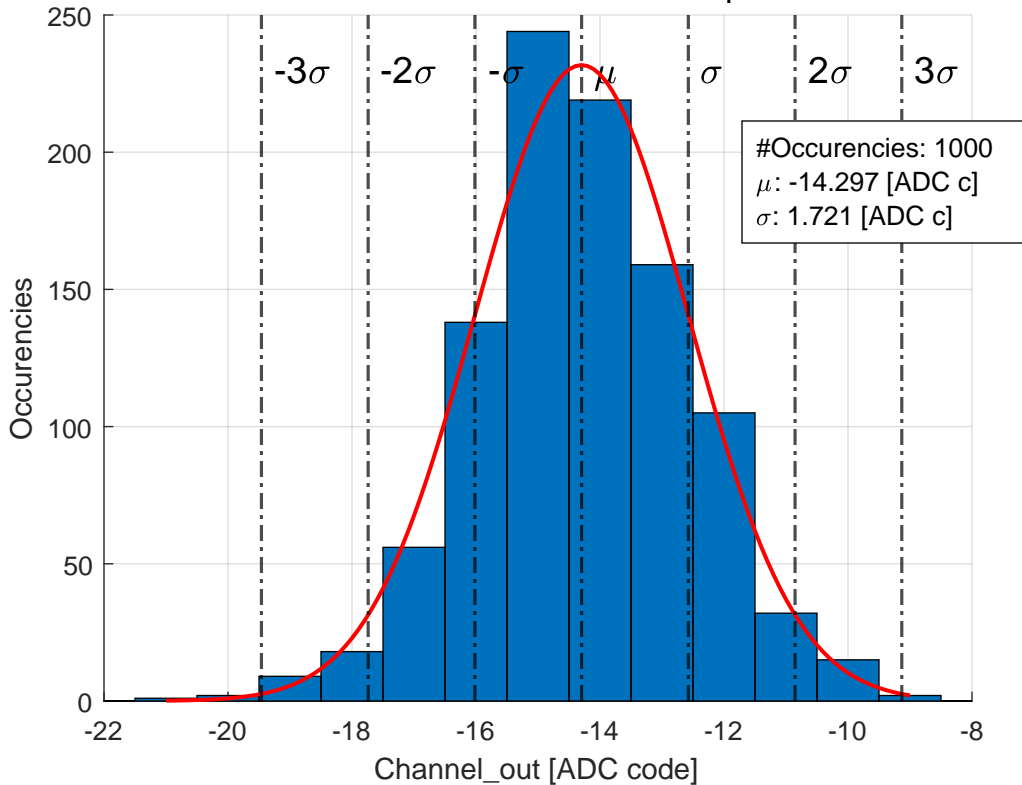 250
200
150
100
50
0
-3σ -2σ -σ μ σ 2σ 3σ
#Occurencies: 1000
μ: -14.297 [ADC c]
σ: 1.721 [ADC c]
Occurencies
-22 -20 -18 -16 -14 -12 -10 -8
Channel_out [ADC code]